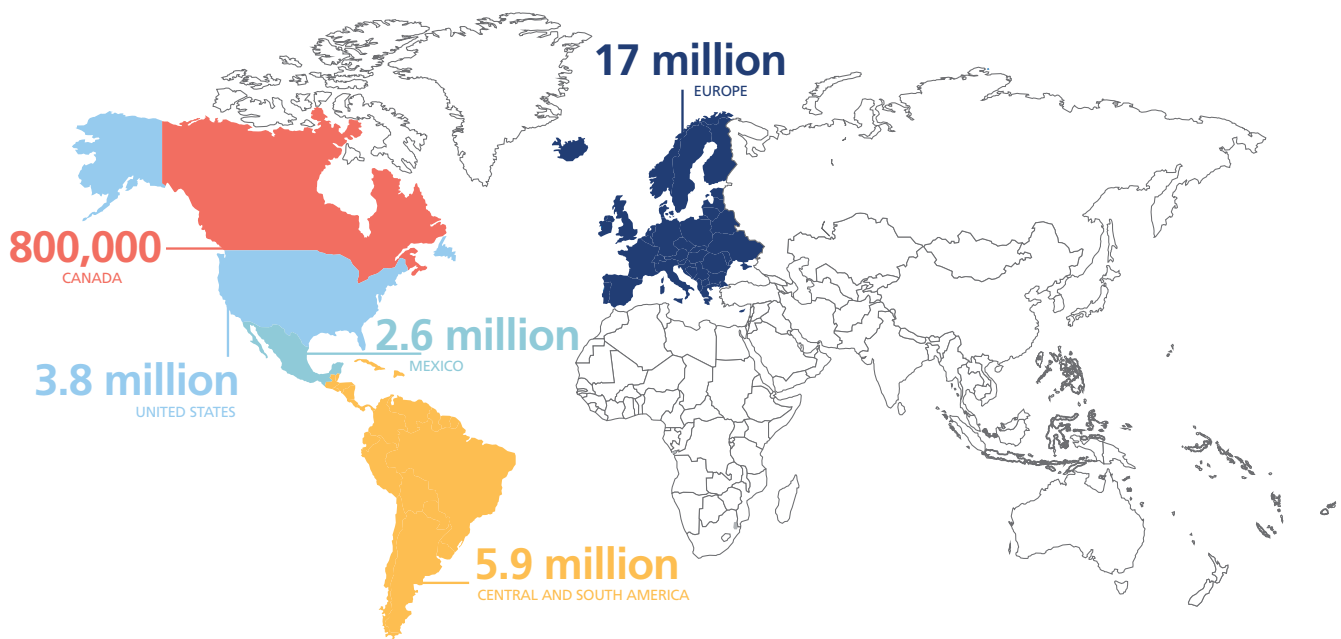 17 million
EUROPE
800,000
CANADA
2.6 million
MEXICO
3.8 million
UNITED STATES
5.9 million
CENTRAL AND SOUTH AMERICA